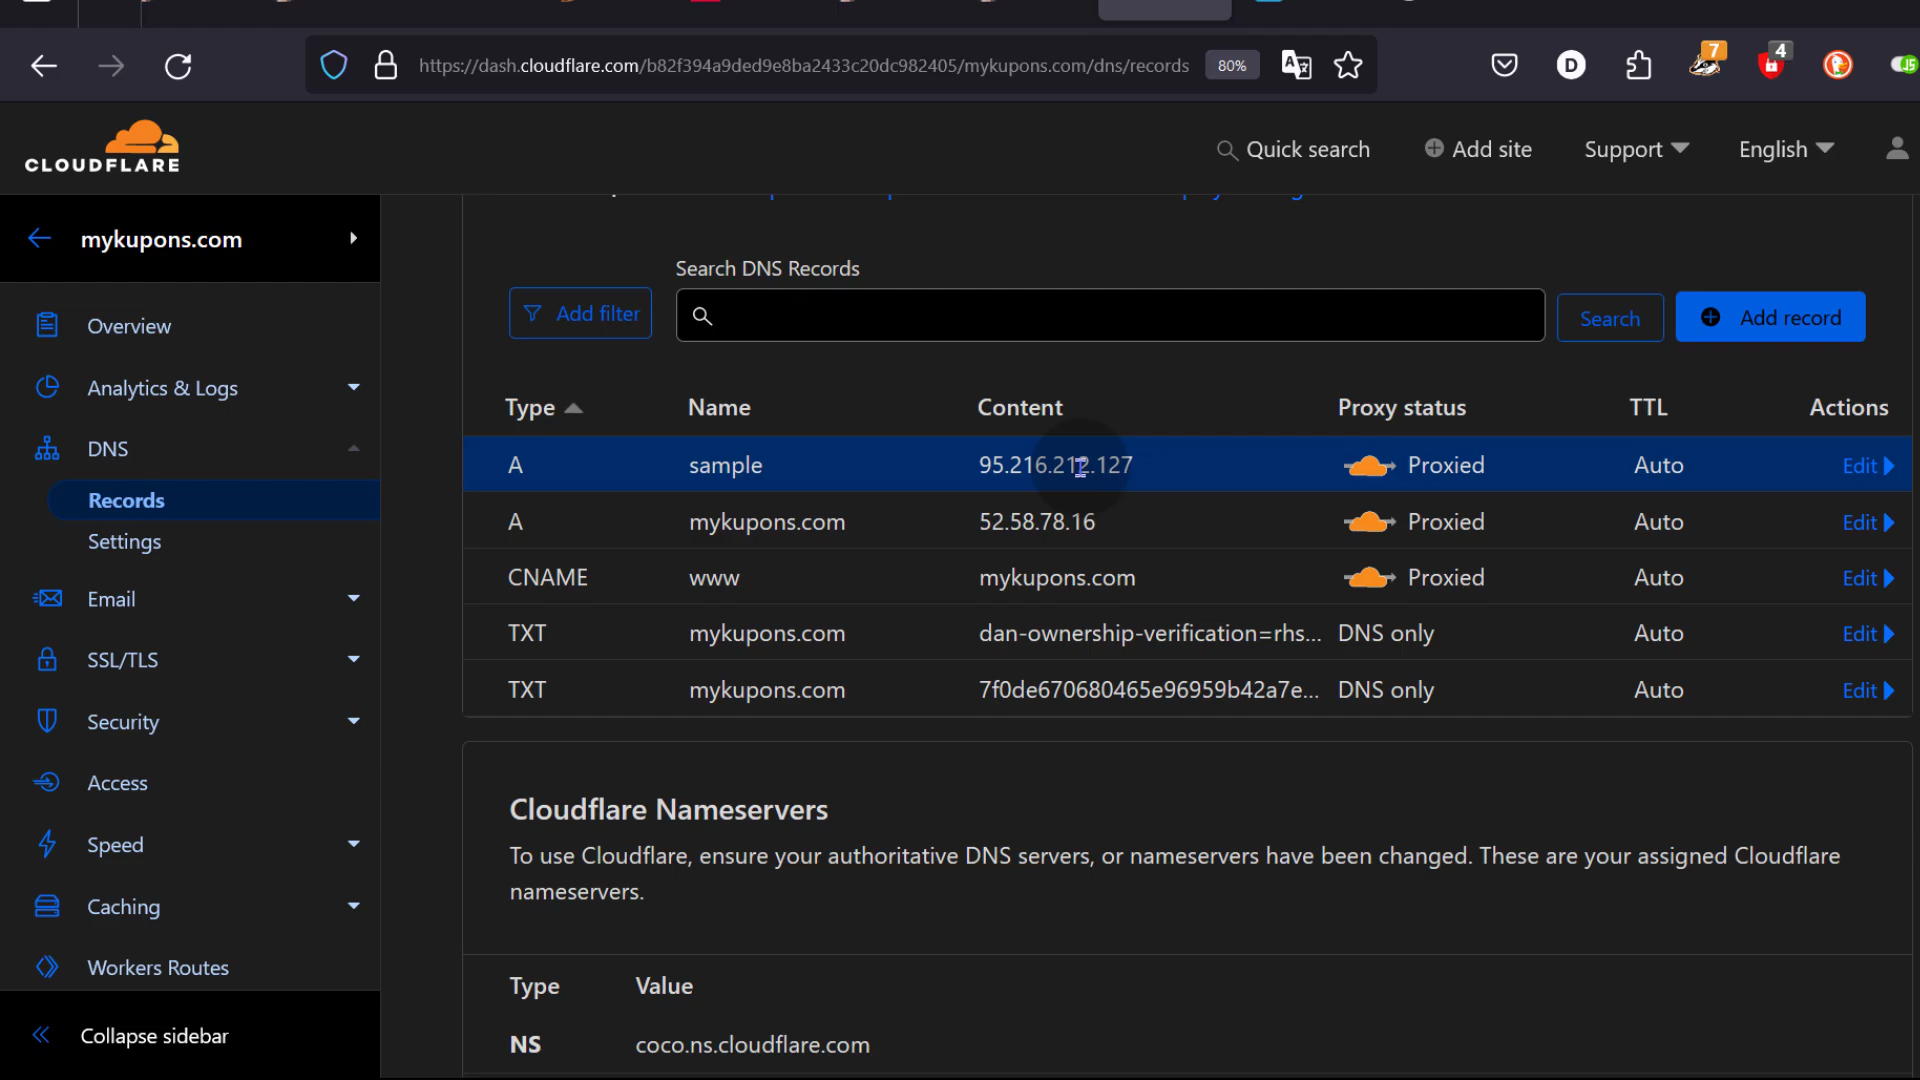 https://dash.cloudflare.com/b82f394a9ded9e8ba2433c20dc982405/mykupons.com/dns/records
80%
7
4
CLOUDFLARE
Quick search
Add site
Support
English
mykupons.com
Search DNS Records
Add filter
Search
Add record
Overview
Analytics & Logs
DNS
Records
Settings
Email
SSL/TLS
Security
Access
Speed
Caching
Workers Routes
Collapse sidebar
Type Name Content Proxy status TTL Actions
A sample 95.216.212.127 Proxied Auto Edit
A mykupons.com 52.58.78.16 Proxied Auto Edit
CNAME www mykupons.com Proxied Auto Edit
TXT mykupons.com dan-ownership-verification=rhs... DNS only Auto Edit
TXT mykupons.com 7f0de670680465e96959b42a7e... DNS only Auto Edit
Cloudflare Nameservers
To use Cloudflare, ensure your authoritative DNS servers, or nameservers have been changed. These are your assigned Cloudflare
nameservers.
Type Value
NS coco.ns.cloudflare.com